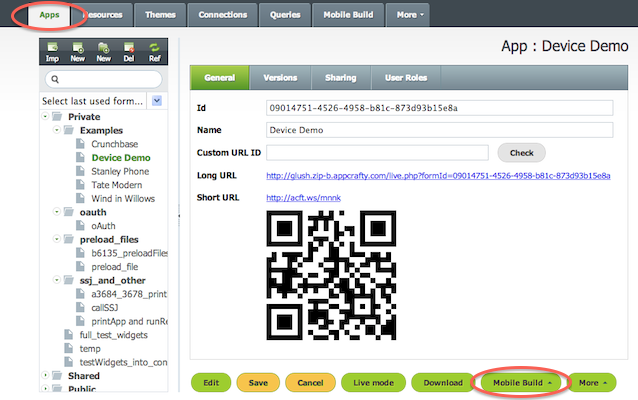 Apps Resources Themes Connections Queries Mobile Build More
App : Device Demo
Imp New New Del Ref
Select last used form...
Private
Examples
Crunchbase
Device Demo
Stanley Phone
Tate Modern
Wind in Willows
oauth
oAuth
preload_files
b6135_preloadFiles
preload_file
ssj_and_other
a3684_3678_print
callSSJ
printApp and runRe
full_test_widgets
temp
testWidgets_into_con
Shared
Public
General Versions Sharing User Roles
Id 09014751-4526-4958-b81c-873d93b15e8a
Name Device Demo
Custom URL ID Check
Long URL http://glush.zip-b.appcrafty.com/live.php?formId=09014751-4526-4958-b81c-873d93b15e8a
Short URL http://acft.ws/mnnk
Edit Save Cancel Live mode Download Mobile Build More